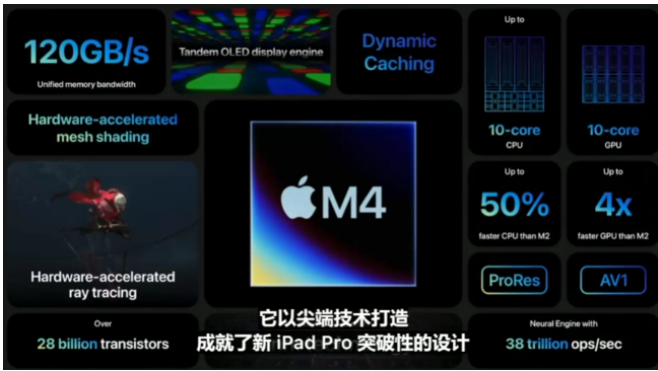 120GB/s
Unified memory bandwidth
Tandem OLED display engine
Dynamic
Caching
Up to
10-core
CPU
10-core
GPU
Hardware-accelerated
mesh shading
M4
Up to
50%
faster CPU than M2
Up to
4x
faster GPU than M2
Hardware-accelerated
ray tracing
ProRes
AV1
Over
28 billion transistors
它以尖端技术打造
成就了新 iPad Pro 突破性的设计
Neural Engine with
38 trillion ops/sec